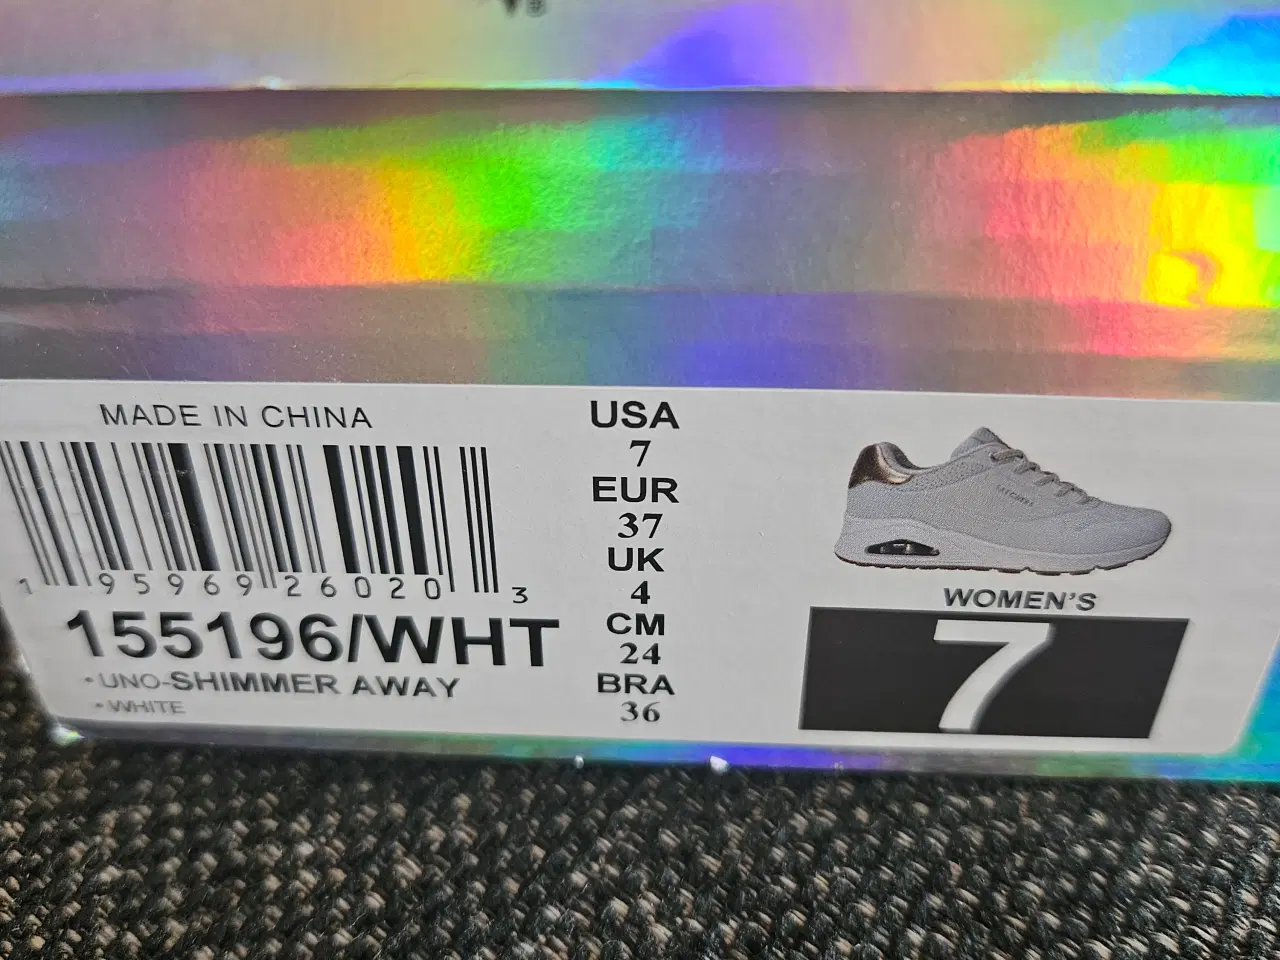 MADE IN CHINA
1 95969 26020 3
155196/WHT
• UNO-SHIMMER AWAY
• WHITE
USA
7
EUR
37
UK
4
CM
24
BRA
36
SKECHERS
WOMEN'S
7